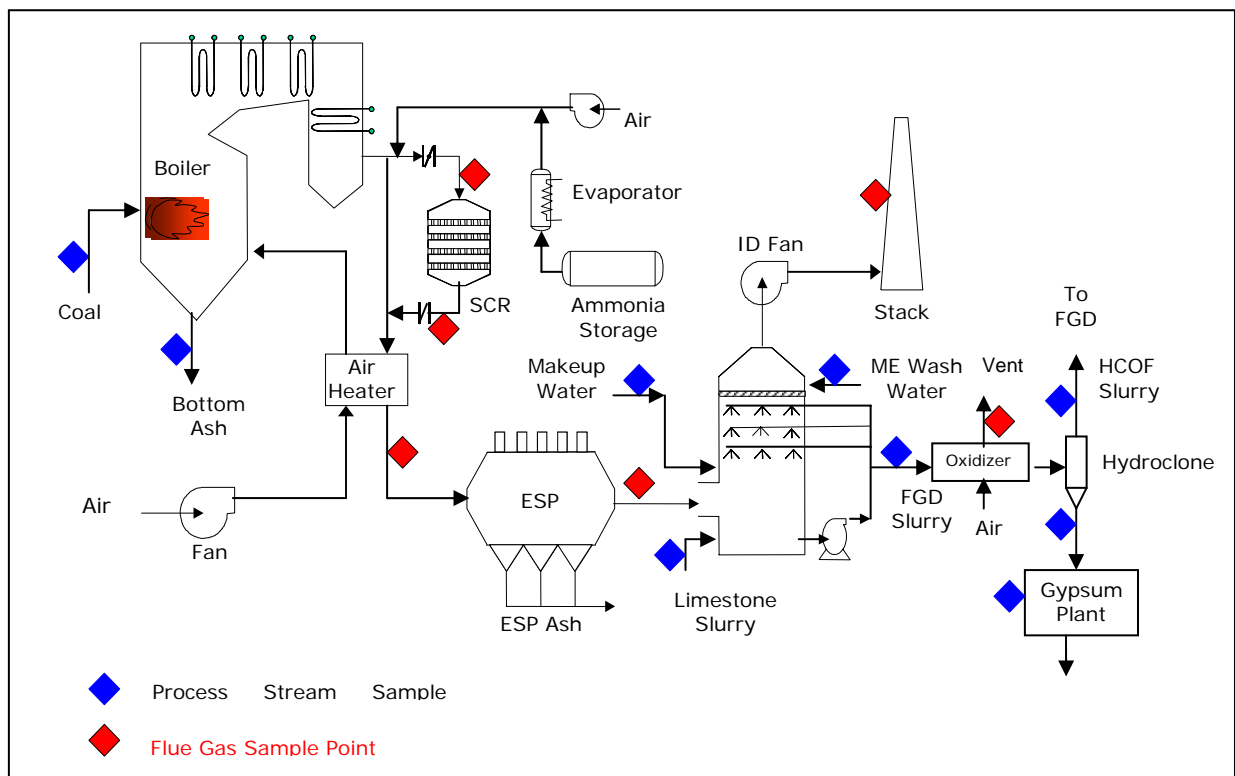 Boiler
Coal
Bottom
Ash
Air
Fan
Air
Heater
SCR
Air
Evaporator
Ammonia
Storage
ESP
ESP Ash
Makeup
Water
Limestone
Slurry
ID Fan
Stack
ME Wash
Water
FGD
Slurry
Vent
Oxidizer
Air
To
FGD
HCOF
Slurry
Hydroclone
Gypsum
Plant
Process Stream Sample
Flue Gas Sample Point